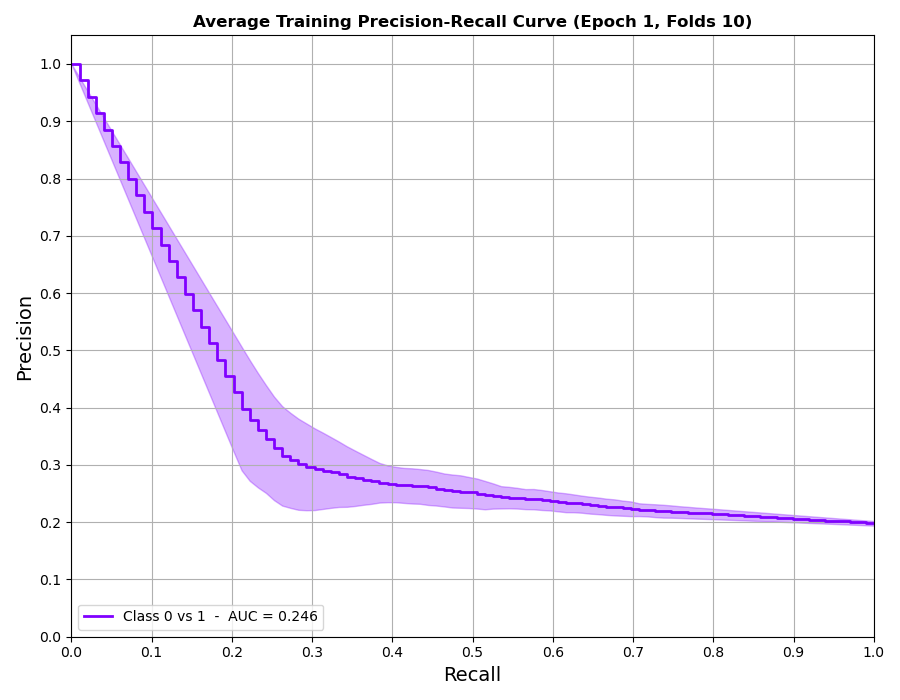 Average Training Precision-Recall Curve (Epoch 1, Folds 10)
Precision
1.0
0.9
0.8
0.7
0.6
0.5
0.4
0.3
0.2
0.1
0.0
Class 0 vs 1 - AUC = 0.246
0.0 0.1 0.2 0.3 0.4 0.5 0.6 0.7 0.8 0.9 1.0
Recall